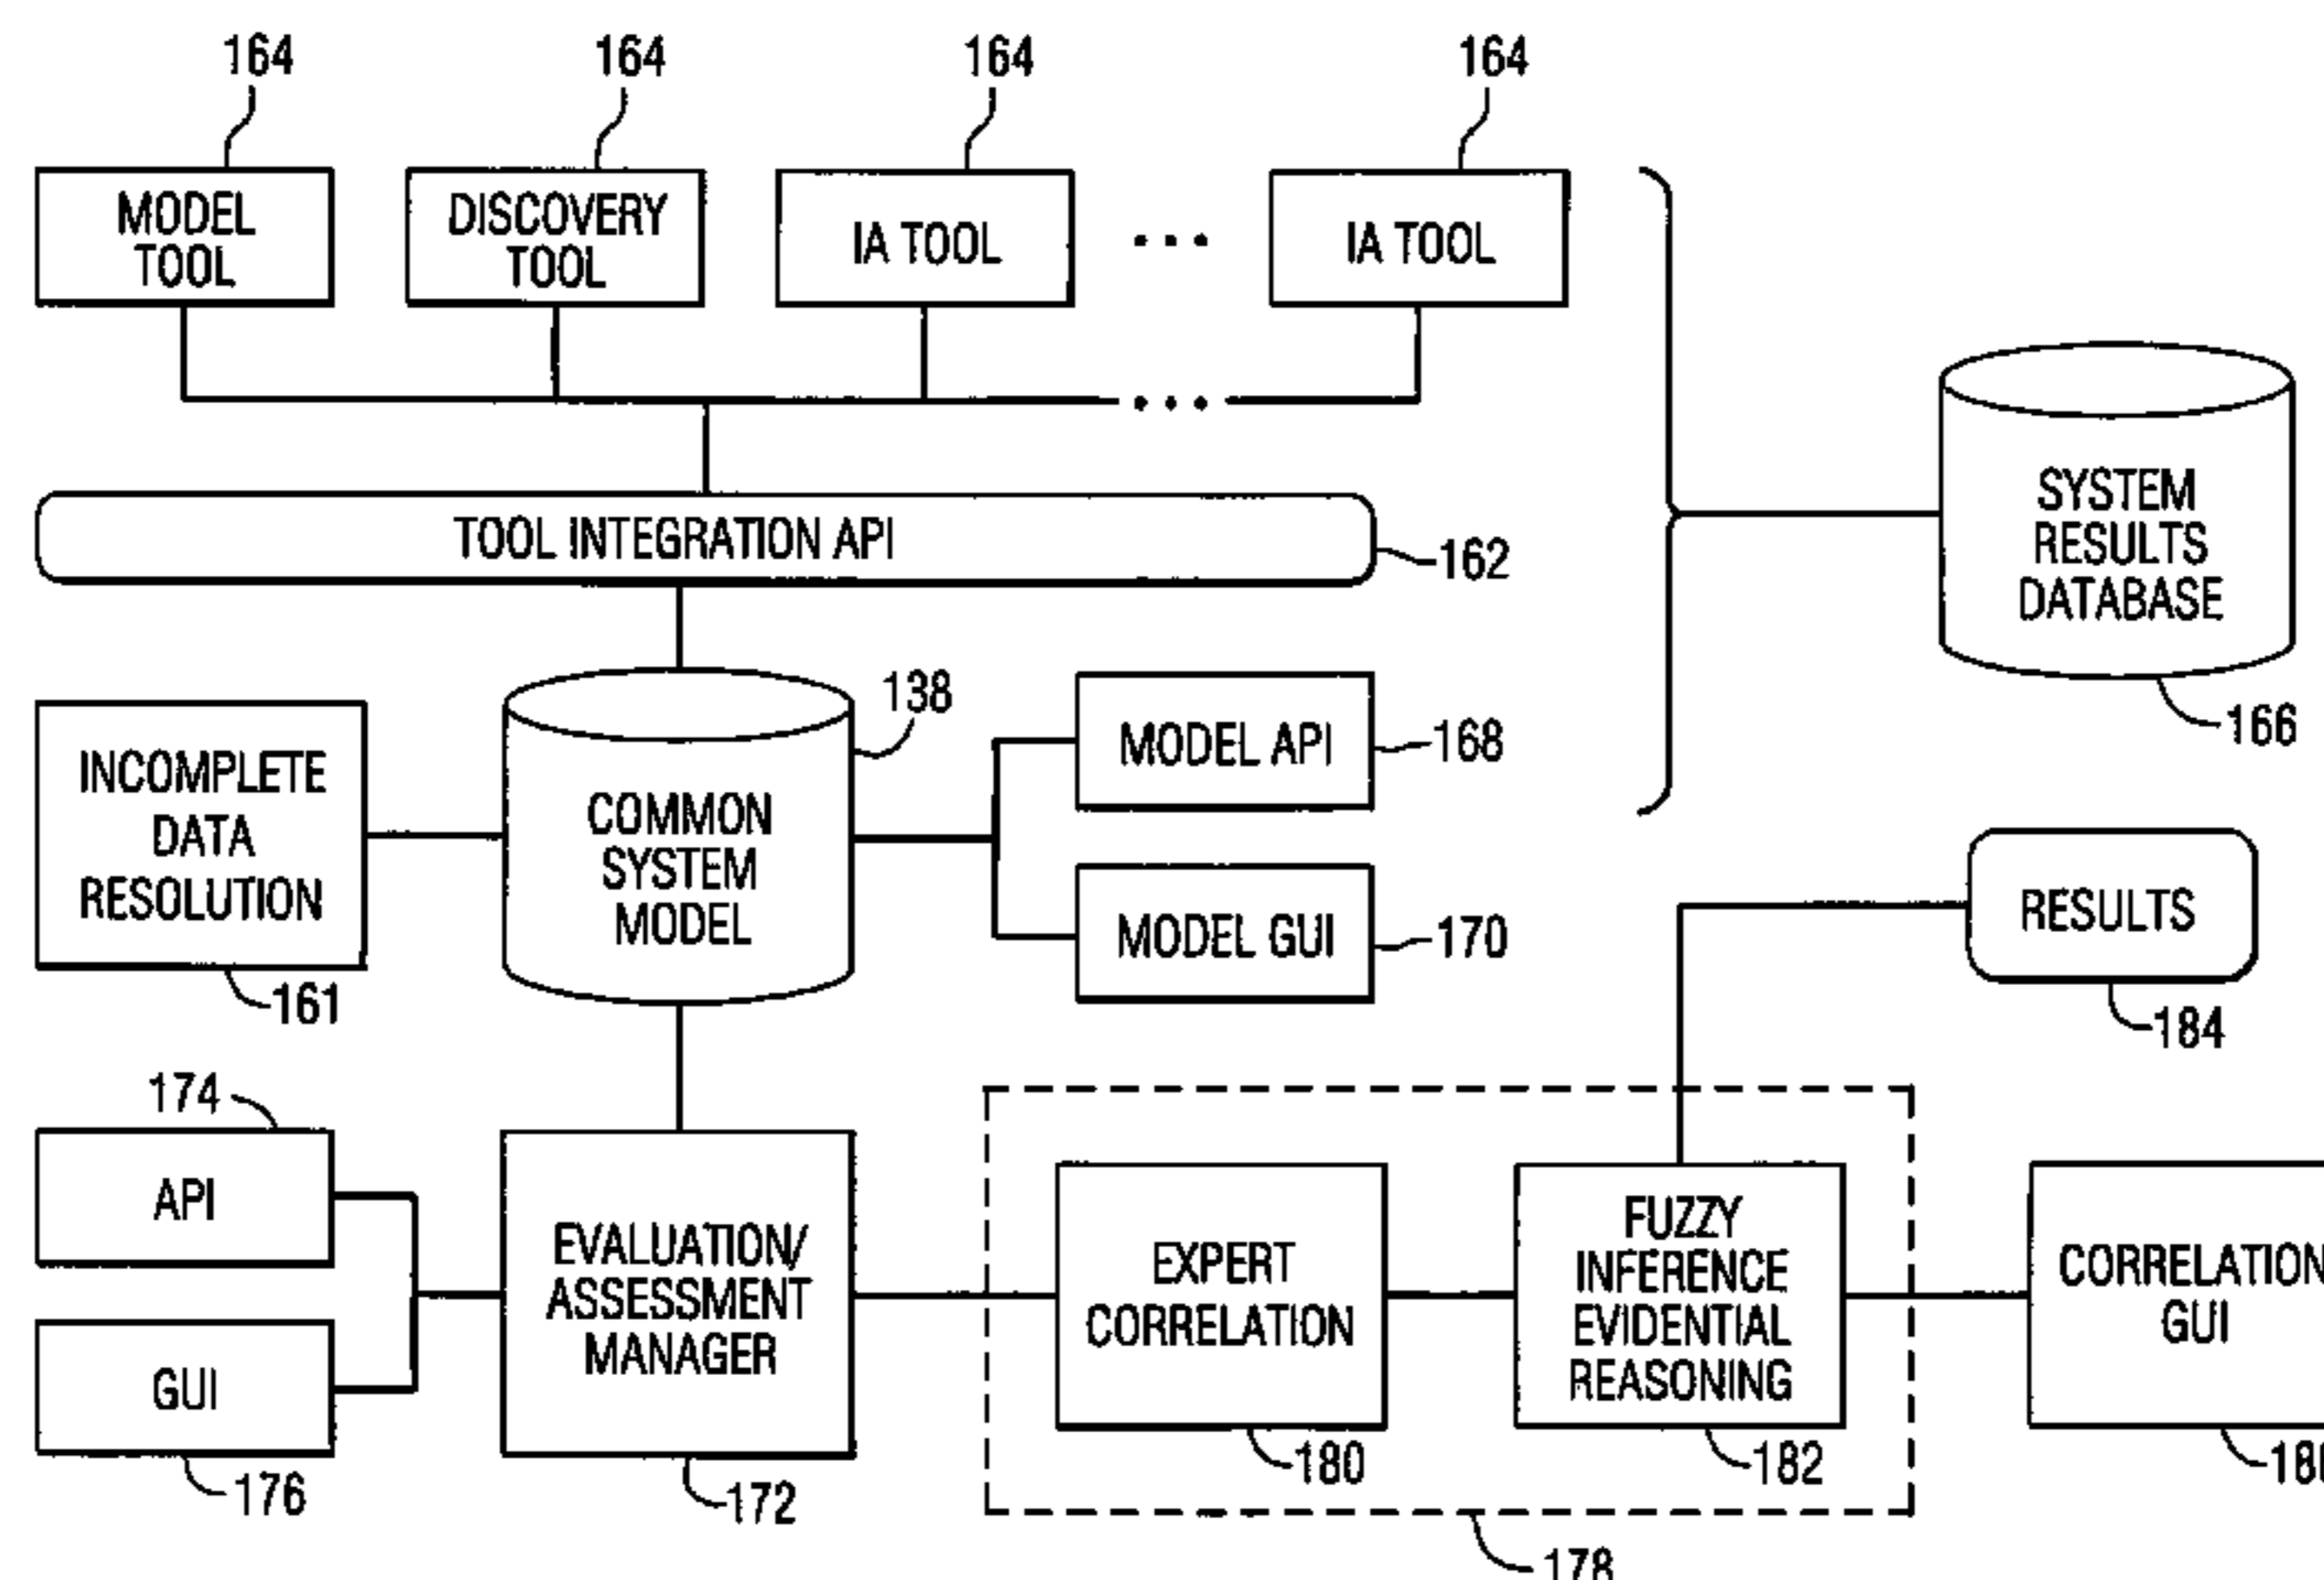 164
164
164
164
MODEL
TOOL
DISCOVERY
TOOL
IA TOOL
IA TOOL
TOOL INTEGRATION API
162
SYSTEM
RESULTS
DATABASE
166
138
INCOMPLETE
DATA
RESOLUTION
161
COMMON
SYSTEM
MODEL
MODEL API
168
MODEL GUI
170
RESULTS
184
174
API
GUI
176
EVALUATION/
ASSESSMENT
MANAGER
172
EXPERT
CORRELATION
180
FUZZY
INFERENCE
EVIDENTIAL
REASONING
182
CORRELATION
GUI
178